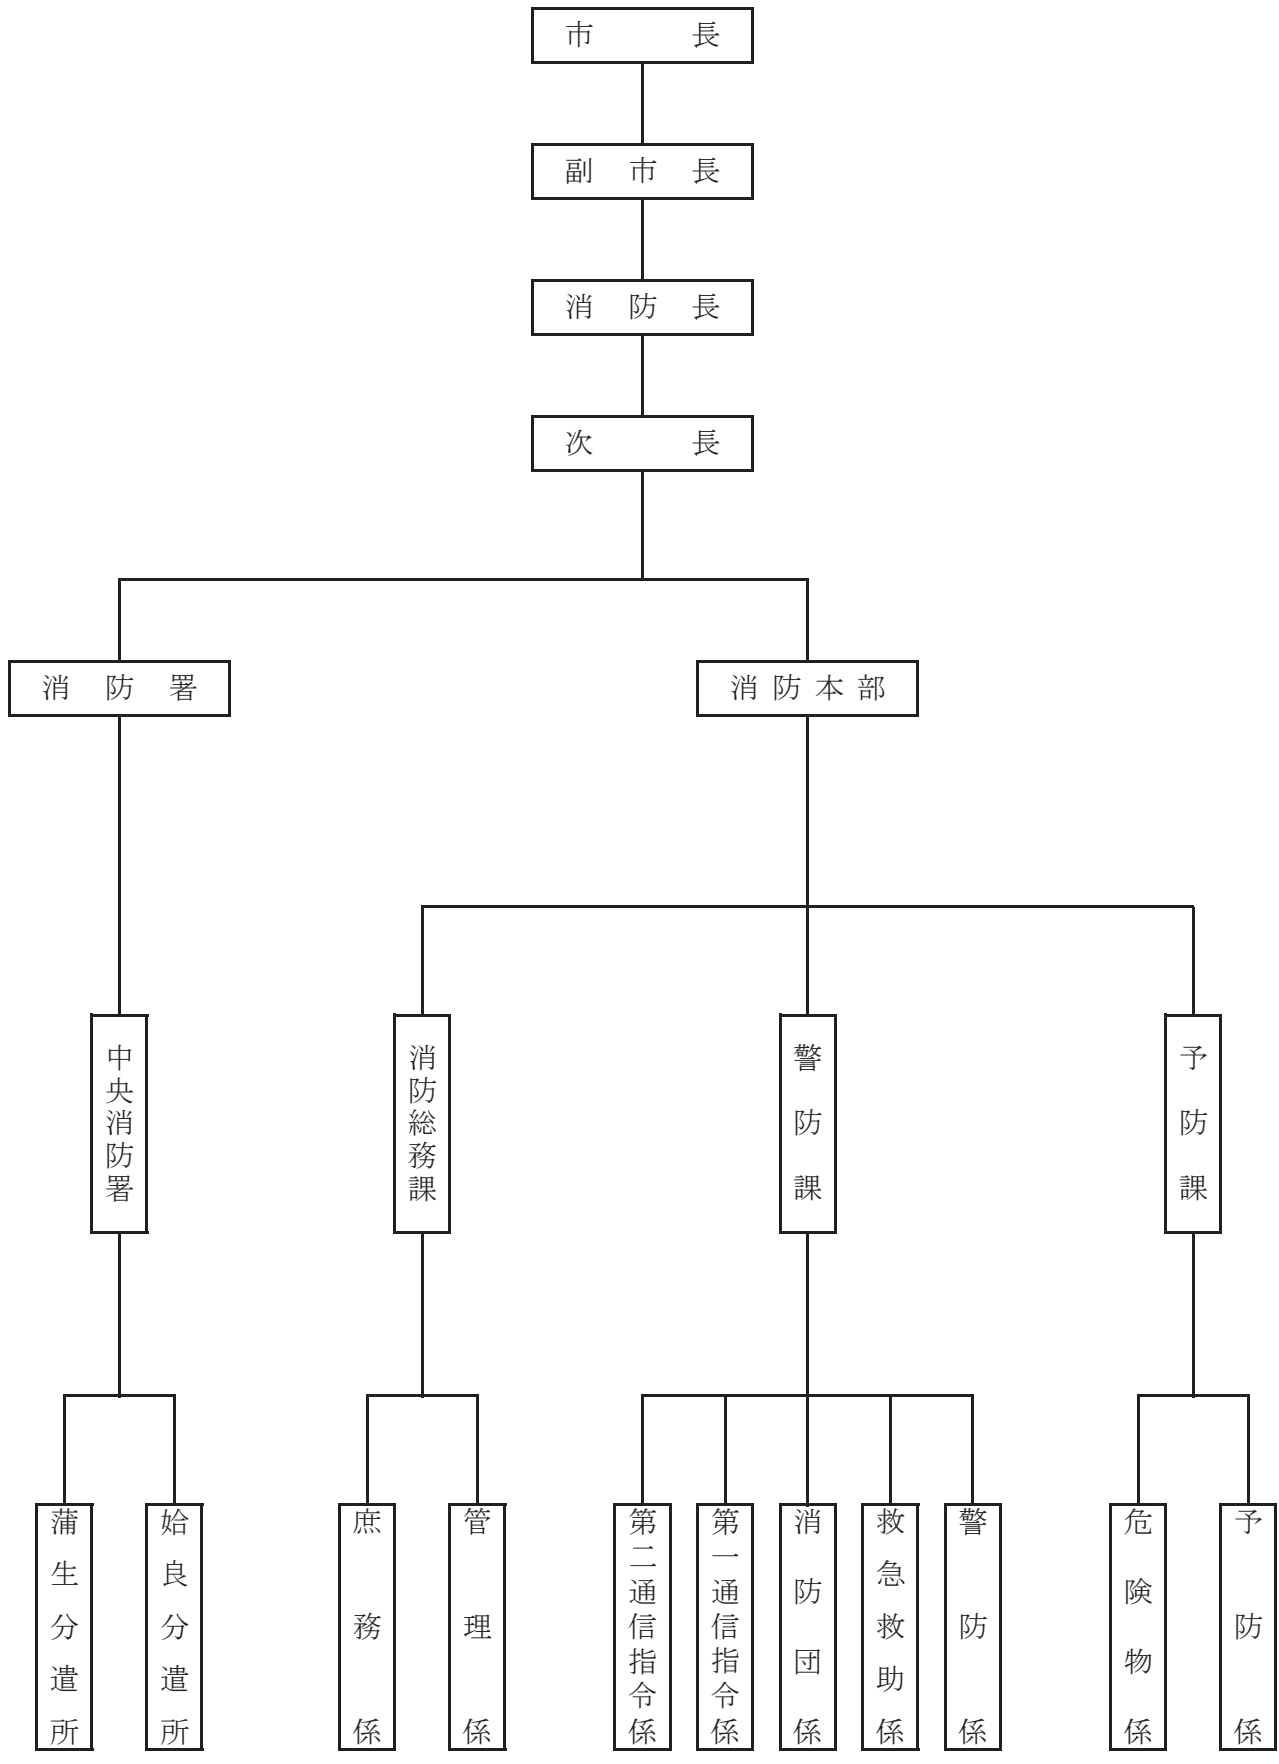 市長
副市長
消防長
次長
消防署
消防本部
中央消防署
消防総務課
警防課
予防課
蒲生分遣所
姶良分遣所
庶務係
管理係
第二通信指令係
第一通信指令係
消防団係
救急救助係
警防係
危険物係
予防係